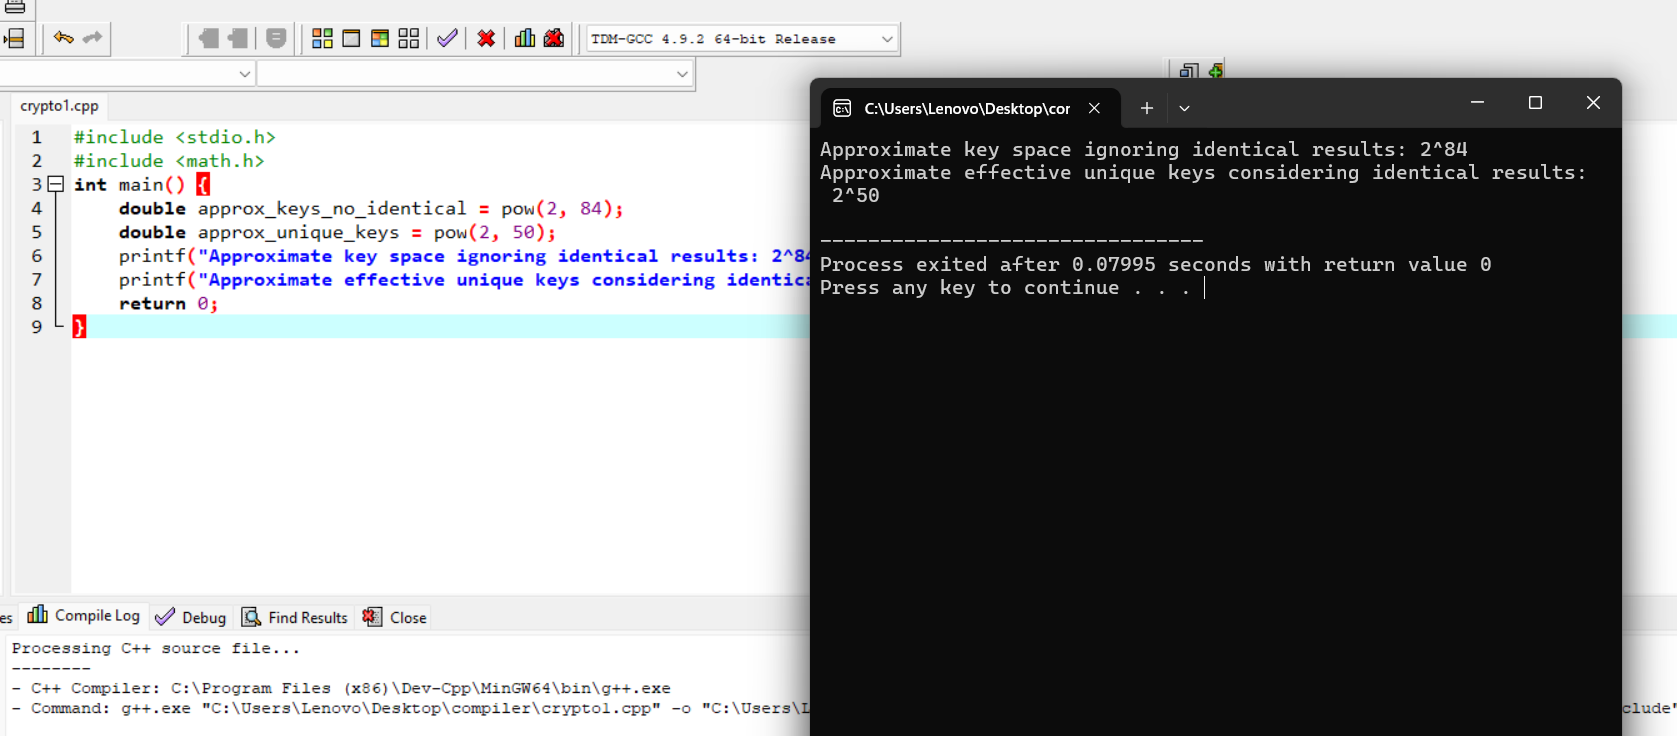 TDM-GCC 4.9.2 64-bit Release
crypto1.cpp
1 #include <stdio.h>
2 #include <math.h>
3 int main() {
4 double approx_keys_no_identical = pow(2, 84);
5 double approx_unique_keys = pow(2, 50);
6 printf("Approximate key space ignoring identical results: 2^84
7 printf("Approximate effective unique keys considering identica
8 return 0;
9 }
C:\Users\Lenovo\Desktop\cor
Approximate key space ignoring identical results: 2^84
Approximate effective unique keys considering identical results:
2^50
--------------------------------
Process exited after 0.07995 seconds with return value 0
Press any key to continue . . .
es Compile Log Debug Find Results Close
Processing C++ source file...
--------
- C++ Compiler: C:\Program Files (x86)\Dev-Cpp\MinGW64\bin\g++.exe
- Command: g++.exe "C:\Users\Lenovo\Desktop\compiler\crypto1.cpp" -o "C:\Users\L clude"